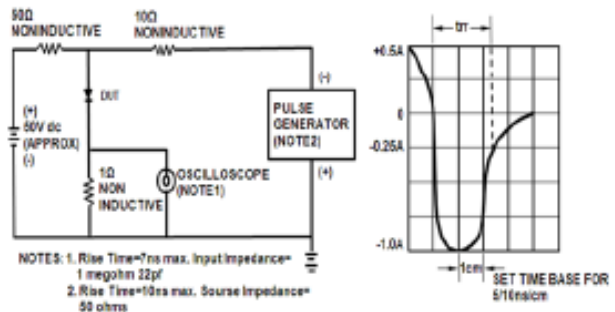 50Ω
NONINDUCTIVE
10Ω
NONINDUCTIVE
DUT
(+)
50V dc
(APPROX)
(-)
1Ω
NON
INDUCTIVE
OSCILLOSCOPE
(NOTE1)
(-)
PULSE
GENERATOR
(NOTE2)
(+)
NOTES: 1. Rise Time=7ns max. Input Impedance=
1 megohm 22pf
2. Rise Time=10ns max. Sourse Impedance=
50 ohms
trr
+0.5A
0
-0.25A
-1.0A
1cm
SET TIME BASE FOR
5/10ns/cm